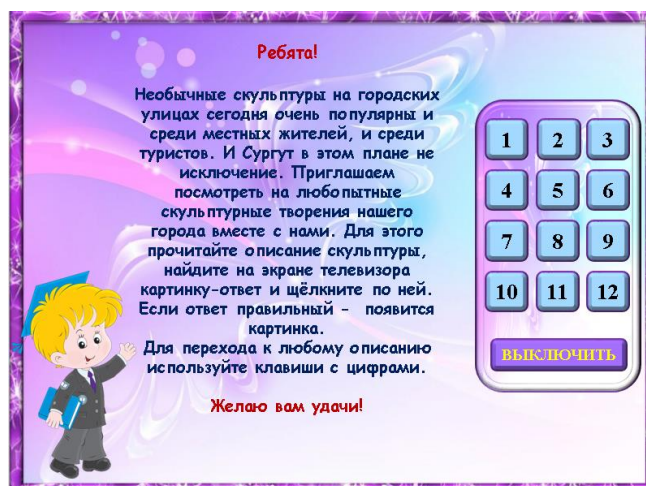 Ребята!
Необычные скульптуры на городских
улицах сегодня очень популярны и
среди местных жителей, и среди
туристов. И Сургут в этом плане не
исключение. Приглашаем
посмотреть на любопытные
скульптурные творения нашего
города вместе с нами. Для этого
прочитайте описание скульптуры,
найдите на экране телевизора
картинку-ответ и щёлкните по ней.
Если ответ правильный - появится
картинка.
Для перехода к любому описанию
используйте клавиши с цифрами.
Желаю вам удачи!
1 2 3
4 5 6
7 8 9
10 11 12
ВЫКЛЮЧИТЬ